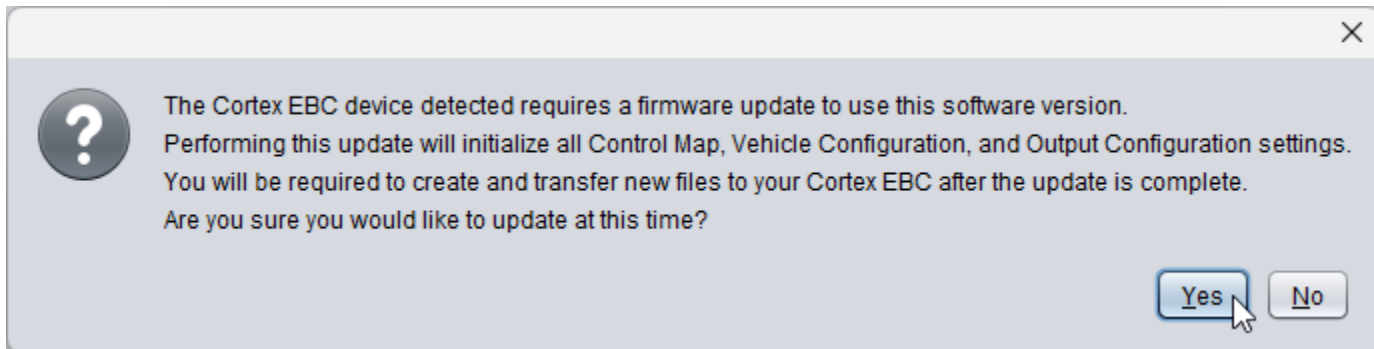 The Cortex EBC device detected requires a firmware update to use this software version.
Performing this update will initialize all Control Map, Vehicle Configuration, and Output Configuration settings.
You will be required to create and transfer new files to your Cortex EBC after the update is complete.
Are you sure you would like to update at this time?
Yes No